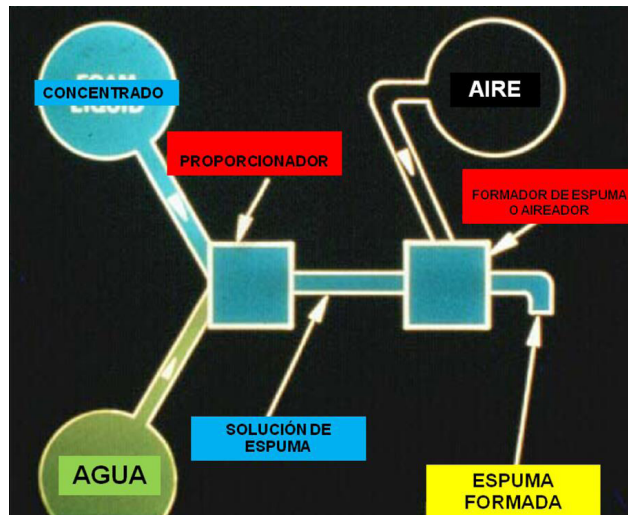 FOAM
CONCENTRADO
LIQUID
AIRE
PROPORCIONADOR
FORMADOR DE ESPUMA
O AIREADOR
SOLUCIÓN DE
ESPUMA
AGUA
ESPUMA
FORMADA